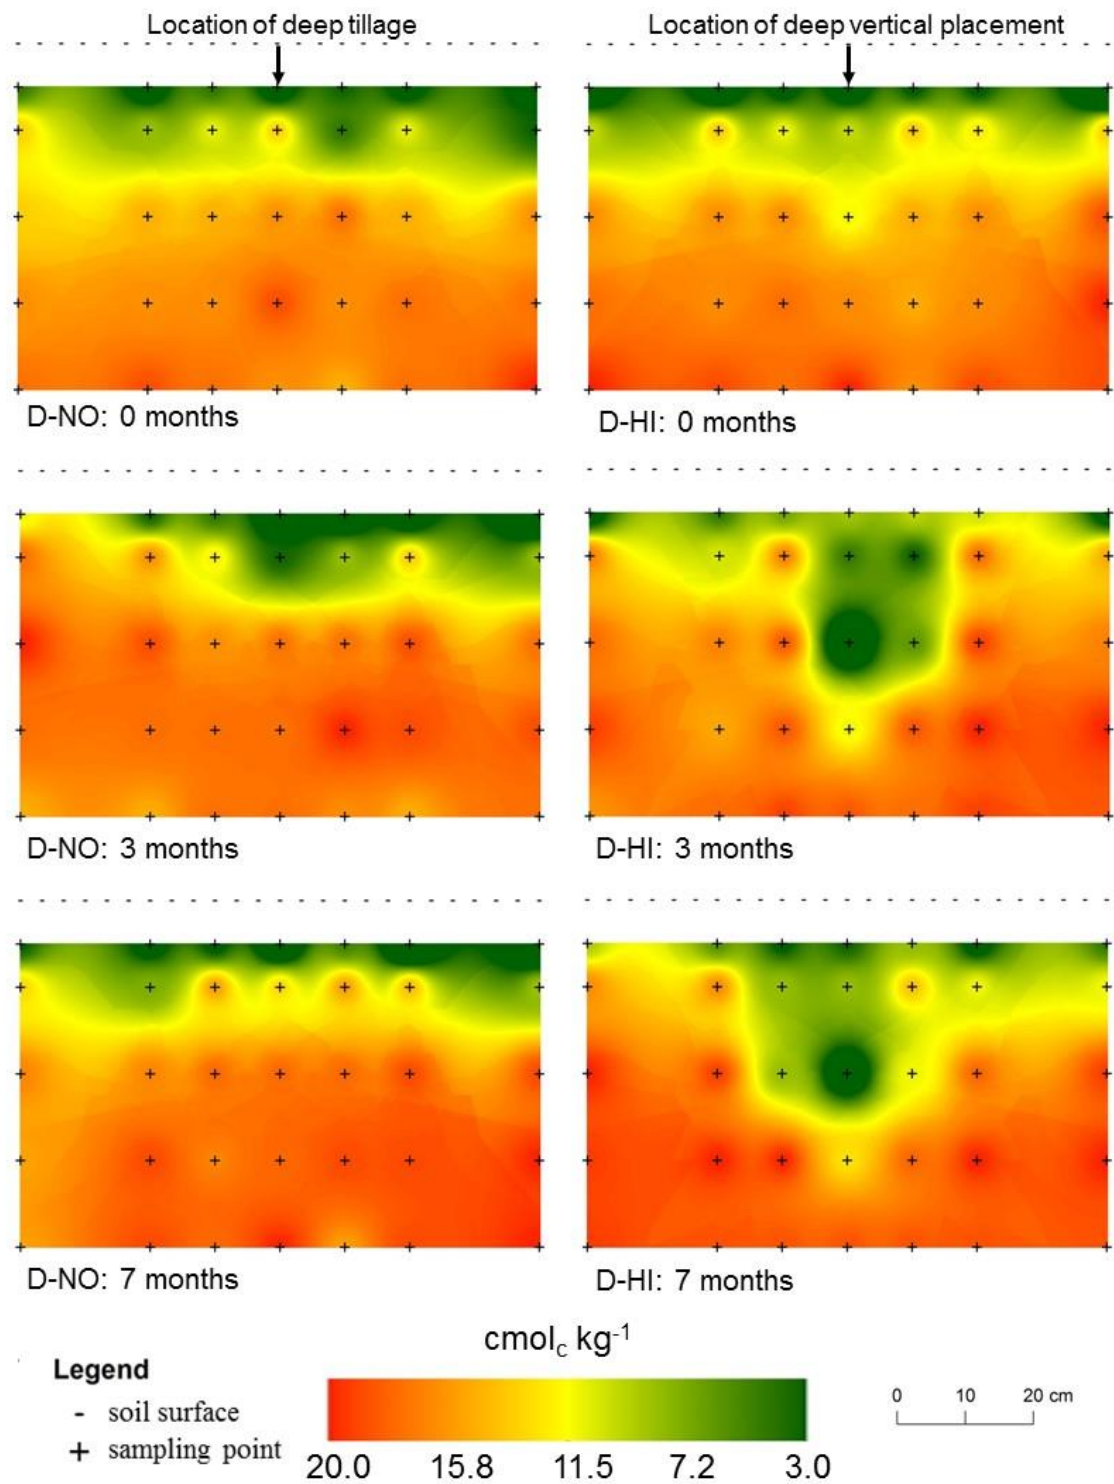 Location of deep tillage
Location of deep vertical placement
D-NO: 0 months
D-HI: 0 months
D-NO: 3 months
D-HI: 3 months
D-NO: 7 months
D-HI: 7 months
cmolc kg-1
Legend
- soil surface
+ sampling point
20.0 15.8 11.5 7.2 3.0
0 10 20 cm